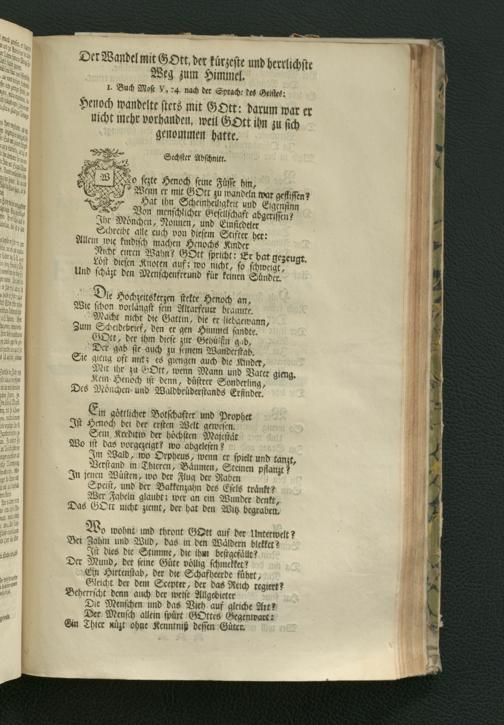 Der Wandel mit GOtt, der kürzeste und herrlichste
Weg zum Himmel.
1. Buch Mose V, 24. nach der Sprache des Geistes:
Henoch wandelte stets mit GOtt: darum war er
nicht mehr vorhanden, weil GOtt ihn zu sich
genommen hatte.
Sechster Abschnitt.
Wo sezte Henoch seine Füsse hin,
Wenn er mit GOtt zu wandeln war geflissen?
Hat ihn Scheinheiligkeit und Eigensinn
Von menschlicher Gesellschaft abgerissen?
Ihr Mönchen, Nonnen, und Einsiedeler
Schreibt alle euch von diesem Stifter her:
Allein wie kindisch machen Henochs Kinder
Nicht euren Wahn? GOtt spricht: Er hat gezeugt.
Löst diesen Knoten auf: wo nicht, so schweigt,
Und schäzt den Menschenfreund für keinen Sünder.
Die Hochzeitskerzen stekte Henoch an,
Wie schon vorlängst sein Altarfeuer brannte.
Macht nicht die Gattin, die er liebgewann,
Zum Scheidebrief, den er gen Himmel sandte.
GOtt, der ihm diese zur Gehülfin gab,
Der gab sie auch zu seinem Wanderstab.
Sie gieng oft mit: es giengen auch die Kinder,
Mit ihr zu GOtt, wenn Mann und Vater gieng.
Kein Henoch ist denn, düstrer Sonderling,
Des Mönchen- und Waldbrüderstands Erfinder.
Ein göttlicher Botschafter und Prophet
Ist Henoch bei der ersten Welt gewesen.
Sein Kreditiv der höchsten Majestät
Wo ist das vorgezeigt? wo abgelesen?
Im Wald, wo Orpheus, wenn er spielt und tanzt,
Verstand in Thieren, Bäumen, Steinen pflanzt?
In jenen Wüsten, wo der Flug der Raben
Speist, und der Bakkenzahn des Esels tränkt?
Wer Fabeln glaubt: wer an ein Wunder denkt,
Das GOtt nicht ziemt, der hat den Witz begraben.
Wo wohnt und thront GOtt auf der Unterwelt?
Bei Zahm und Wild, das in den Wäldern blekket?
Ist dies die Stimme, die ihm bestgefällt?
Der Mund, der seine Güte völlig schmekket?
Ein Hirtenstab, der die Schafheerde führt,
Gleicht der dem Scepter, der das Reich regiert?
Beherrscht denn auch der weise Allgebieter
Die Menschen und das Vieh auf gleiche Art?
Der Mensch allein spürt GOttes Gegenwart:
Ein Thier nüzt ohne Kenntniß dessen Güter.